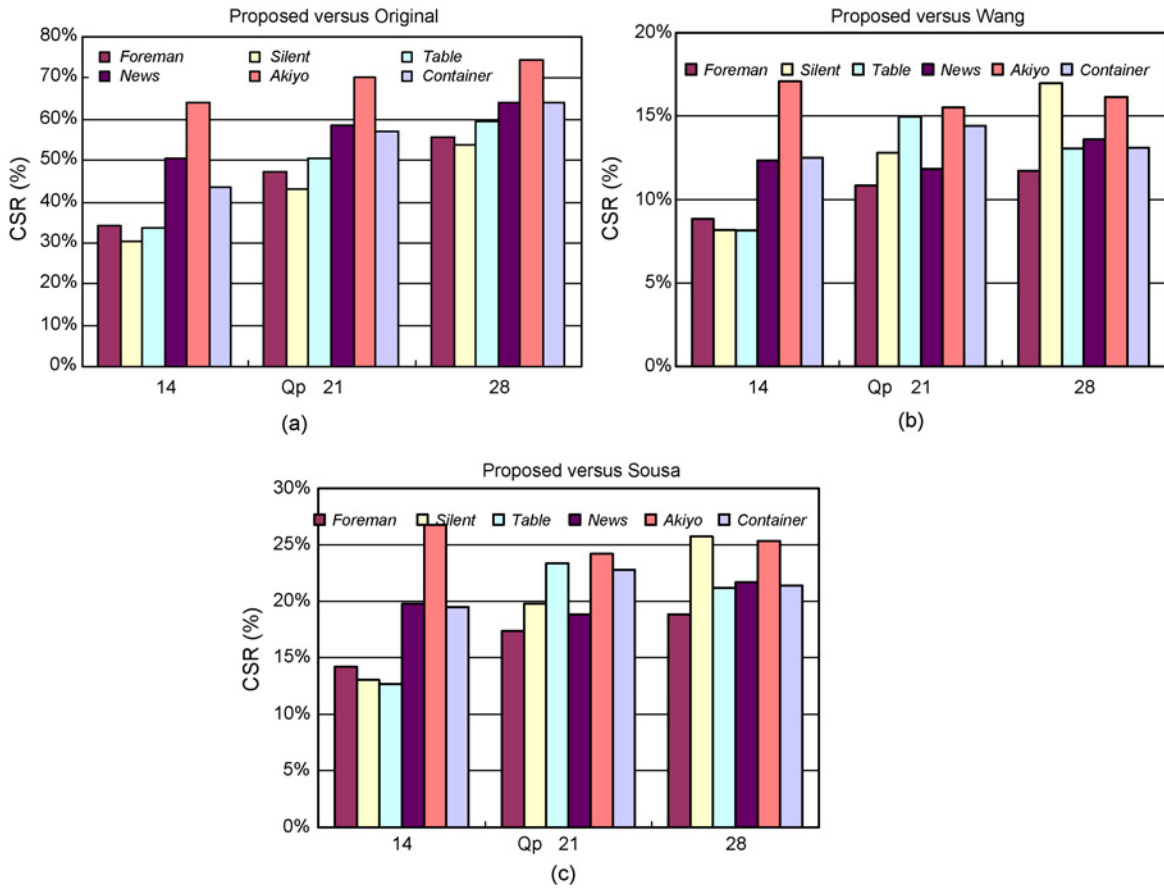 Proposed versus Original
80%
70%
60%
50%
40%
30%
20%
10%
0%
CSR (%)
Foreman Silent Table
News Akiyo Container
14 Qp 21 28
(a)
Proposed versus Wang
20%
15%
10%
5%
0%
CSR (%)
Foreman Silent Table News Akiyo Container
14 Qp 21 28
(b)
Proposed versus Sousa
30%
25%
20%
15%
10%
5%
0%
CSR (%)
Foreman Silent Table News Akiyo Container
14 Qp 21 28
(c)